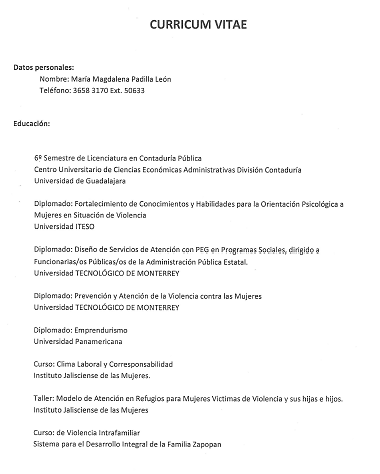 CURRICUM VITAE
Datos personales:
Nombre: María Magdalena Padilla León
Teléfono: 3658 3170 Ext. 50633
Educación:
6º Semestre de Licenciatura en Contaduría Pública
Centro Universitario de Ciencias Económicas Administrativas División Contaduría
Universidad de Guadalajara
Diplomado: Fortalecimiento de Conocimientos y Habilidades para la Orientación Psicológica a
Mujeres en Situación de Violencia
Universidad ITESO
Diplomado: Diseño de Servicios de Atención con PEG en Programas Sociales, dirigido a
Funcionarias/os Públicas/os de la Administración Pública Estatal.
Universidad TECNOLÓGICO DE MONTERREY
Diplomado: Prevención y Atención de la Violencia contra las Mujeres
Universidad TECNOLÓGICO DE MONTERREY
Diplomado: Emprendurismo
Universidad Panamericana
Curso: Clima Laboral y Corresponsabilidad
Instituto Jalisciense de las Mujeres.
Taller: Modelo de Atención en Refugios para Mujeres Victimas de Violencia y sus hijas e hijos.
Instituto Jalisciense de las Mujeres
Curso: de Violencia Intrafamiliar
Sistema para el Desarrollo Integral de la Familia Zapopan